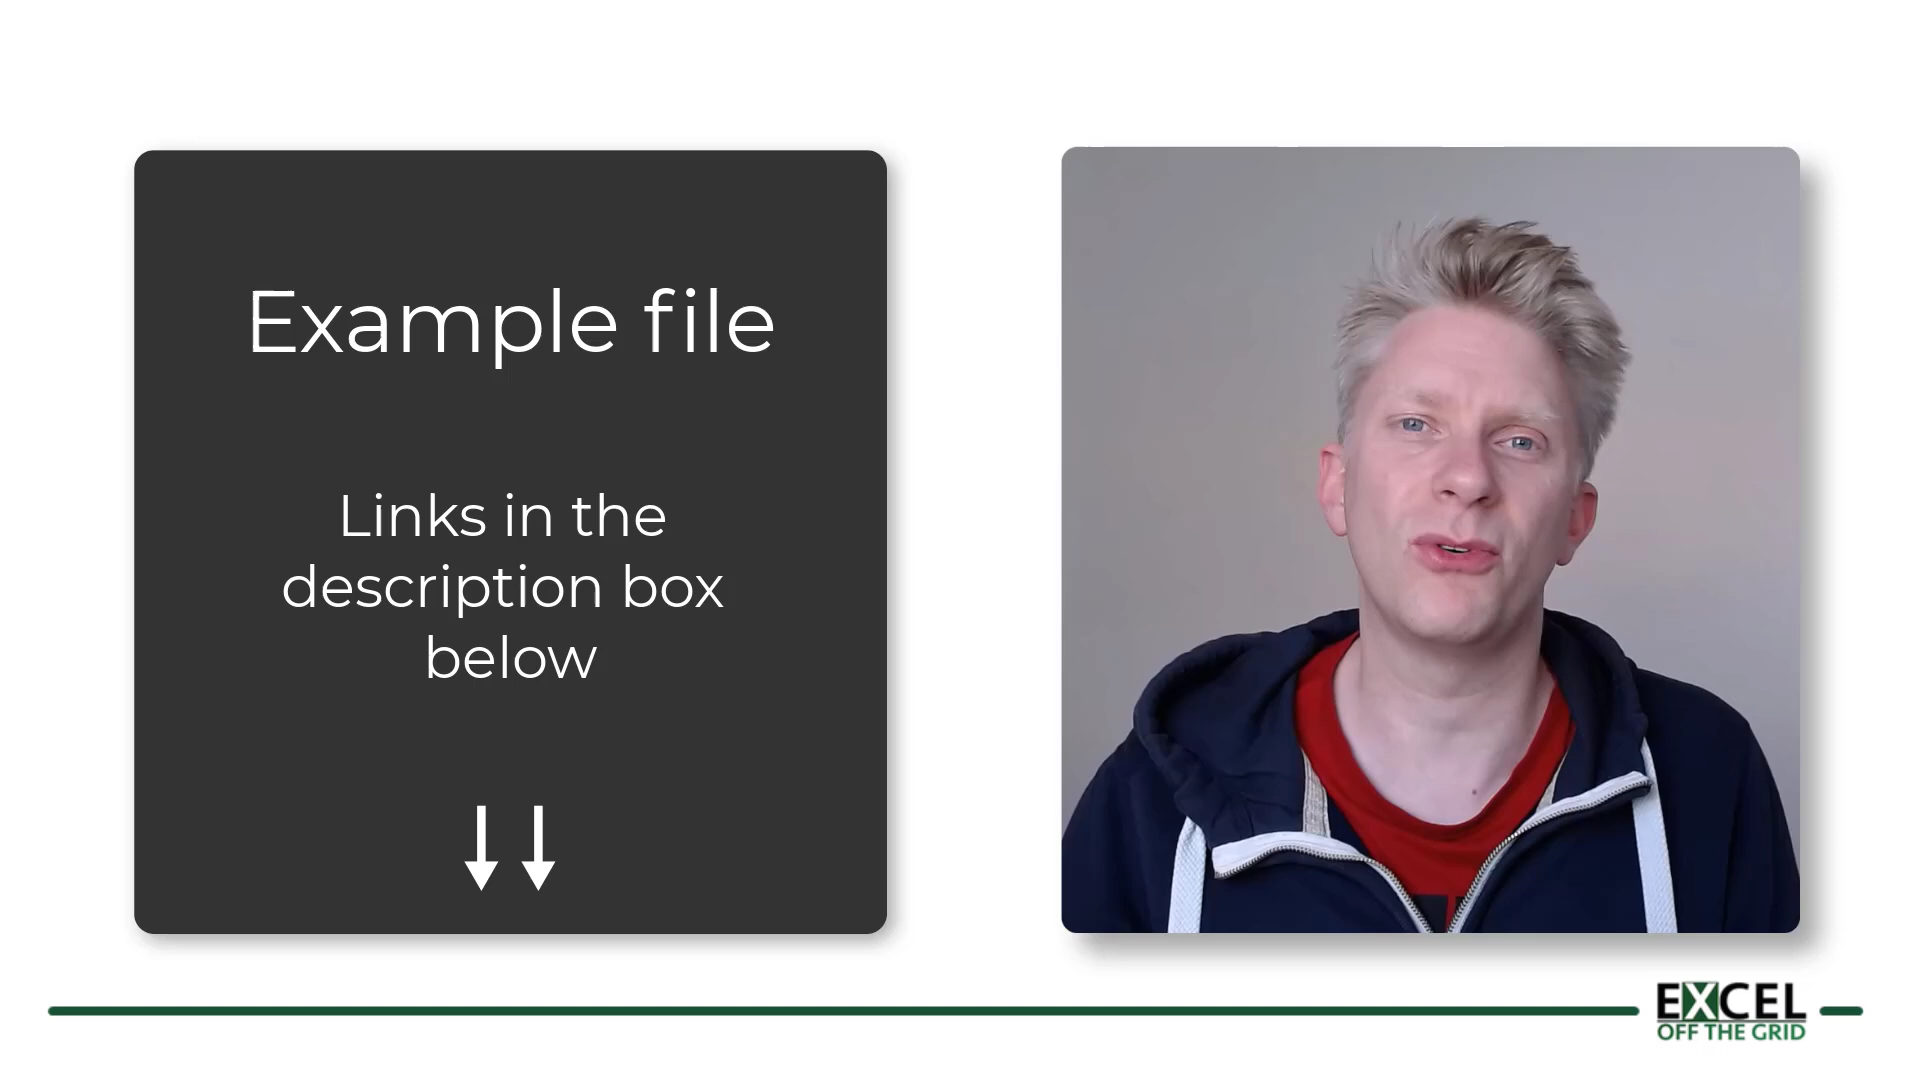 Example file
Links in the
description box
below
EXCEL
OFF THE GRID